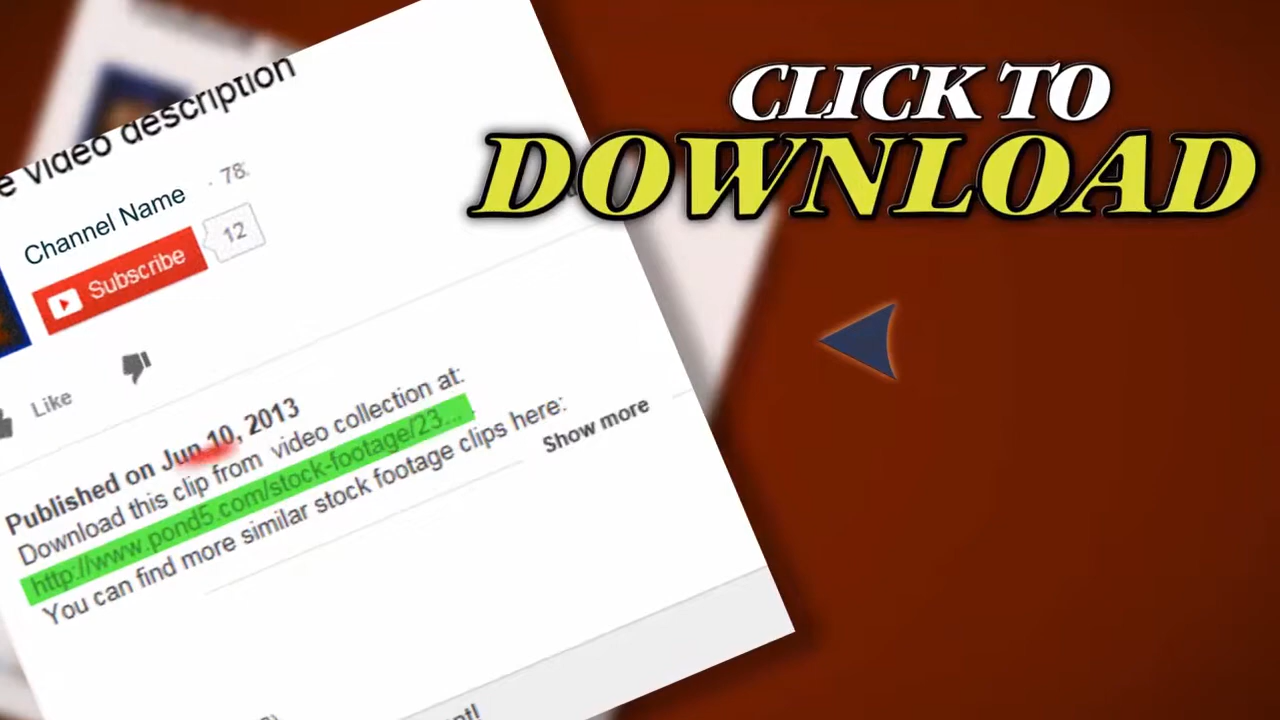 CLICK TO
DOWNLOAD
video description
Channel Name
78
Subscribe
12
Like
Published on Jun 10, 2013
Download this clip from video collection at:
http://www.pond5.com/stock-footage/23...
You can find more similar stock footage clips here:
Show more